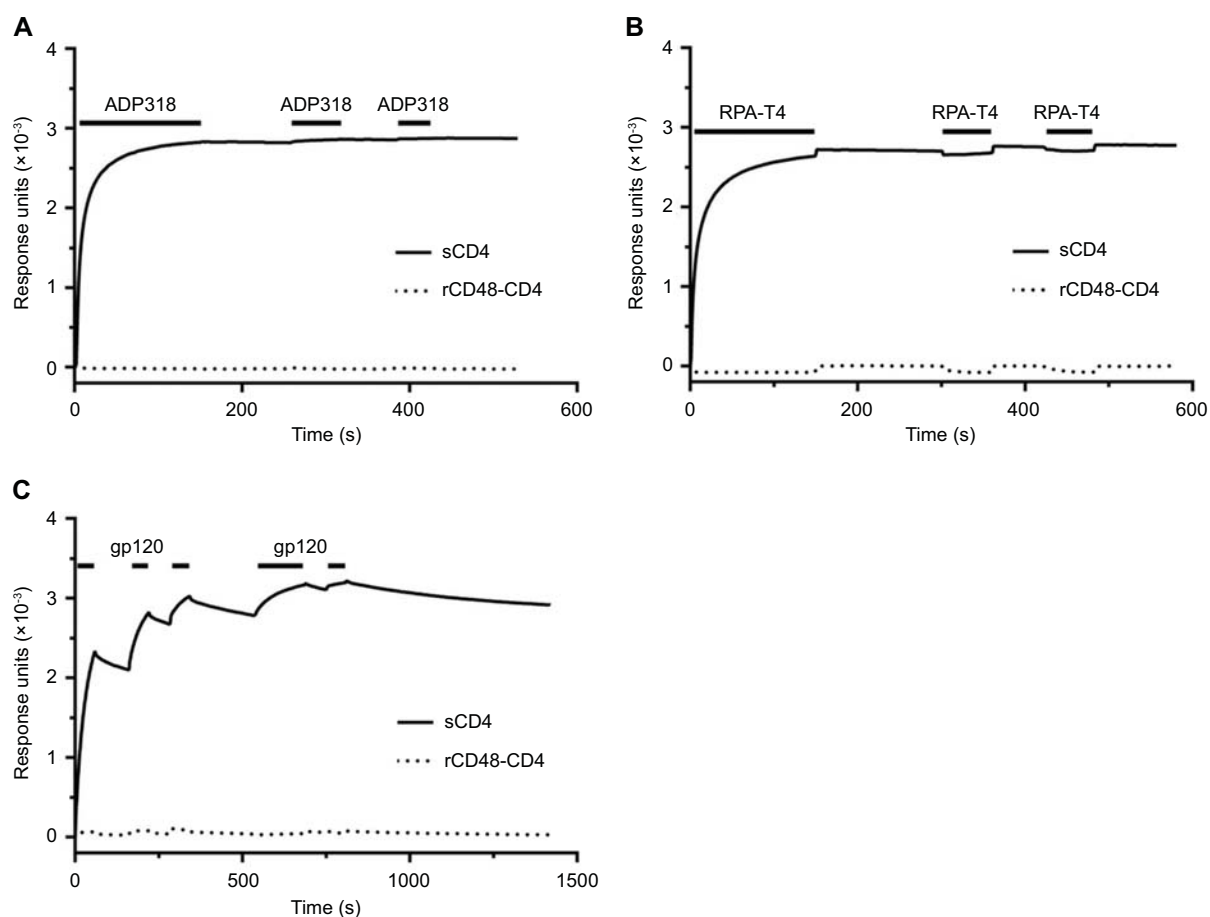 A
Response units (×10⁻³)
4
3
2
1
0
ADP318 ADP318 ADP318
sCD4
rCD48-CD4
0 200 400 600
Time (s)
B
Response units (×10⁻³)
4
3
2
1
0
RPA-T4 RPA-T4 RPA-T4
sCD4
rCD48-CD4
0 200 400 600
Time (s)
C
Response units (×10⁻³)
4
3
2
1
0
gp120 gp120
sCD4
rCD48-CD4
0 500 1000 1500
Time (s)